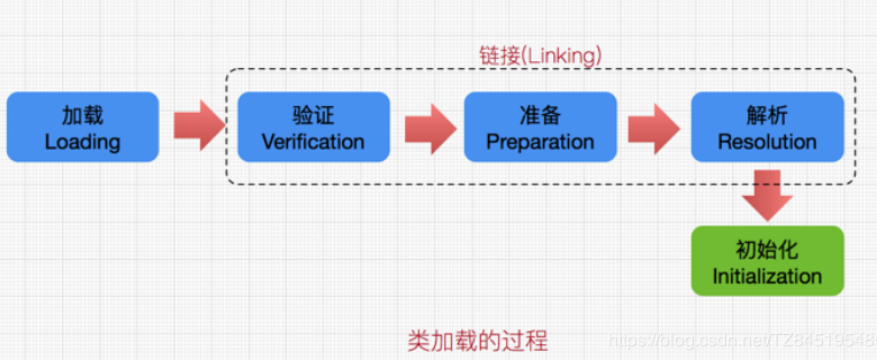 链接(Linking)
加载
Loading
验证
Verification
准备
Preparation
解析
Resolution
初始化
Initialization
类加载的过程
https://blog.csdn.net/TZ84519548